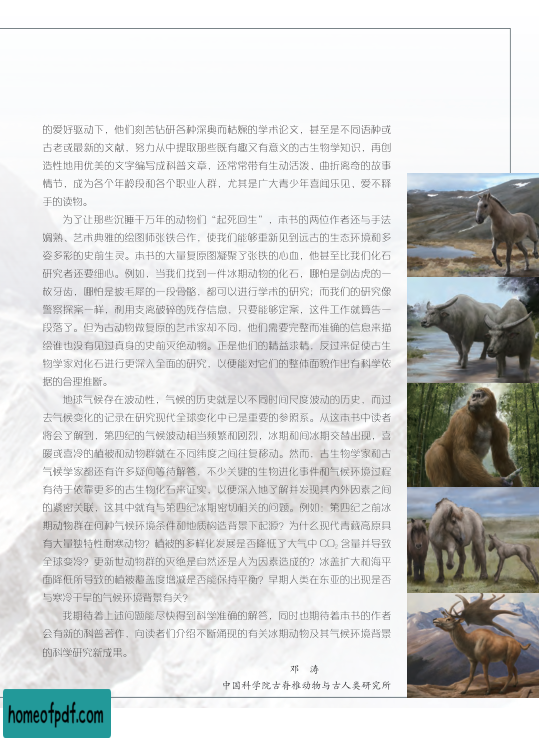 的爱好驱动下，他们刻苦钻研各种深奥而枯燥的学术论文，甚至是不同语种或
古老或最新的文献，努力从中提取那些既有趣又有意义的古生物学知识，再创
造性地用优美的文字编写成科普文章，还常常带有生动活泼、曲折离奇的故事
情节，成为各个年龄段和各个职业人群，尤其是广大青少年喜闻乐见、爱不释
手的读物。
为了让那些沉睡千万年的动物们“起死回生”，本书的两位作者还与手法
娴熟、艺术典雅的绘图师张铁合作，使我们能够重新见到远古的生态环境和多
姿多彩的史前生灵。本书的大量复原图凝聚了张铁的心血，他甚至比我们化石
研究者还要细心。例如，当我们找到一件冰期动物的化石，哪怕是剑齿虎的一
枚牙齿，哪怕是披毛犀的一段骨骼，都可以进行学术的研究；而我们的研究像
警察探案一样，利用支离破碎的残存信息，只要能够定案，这件工作就算告一
段落了。但为古动物做复原的艺术家却不同，他们需要完整而准确的信息来描
绘谁也没有见过真身的史前灭绝动物。正是他们的精益求精，反过来促使古生
物学家对化石进行更深入全面的研究，以便能对它们的整体面貌作出有科学依
据的合理推断。
地球气候存在波动性，气候的历史就是以不同时间尺度波动的历史，而过
去气候变化的记录在研究现代全球变化中已是重要的参照系。从这本书中读者
将会了解到，第四纪的气候波动相当频繁和剧烈，冰期和间冰期交替出现，喜
暖或喜冷的植被和动物群就在不同纬度之间往复移动。然而，古生物学家和古
气候学家都还有许多疑问等待解答，不少关键的生物进化事件和气候环境过程
有待于依靠更多的古生物化石来证实，以便深入地了解并发现其内外因素之间
的紧密关联，这其中就有与第四纪冰期密切相关的问题。例如：第四纪之前冰
期动物群在何种气候环境条件和地质构造背景下起源？为什么现代青藏高原具
有大量独特性耐寒动物？植被的多样化发展是否降低了大气中 CO₂ 含量并导致
全球变冷？更新世动物群的灭绝是自然还是人为因素造成的？冰盖扩大和海平
面降低所导致的植被覆盖度增减是否能保持平衡？早期人类在东亚的出现是否
与寒冷干旱的气候环境背景有关？
我期待着上述问题能尽快得到科学准确的解答，同时也期待着本书的作者
会有新的科普著作，向读者们介绍不断涌现的有关冰期动物及其气候环境背景
的科学研究新成果。
邓　涛
中国科学院古脊椎动物与古人类研究所
homeofpdf.com